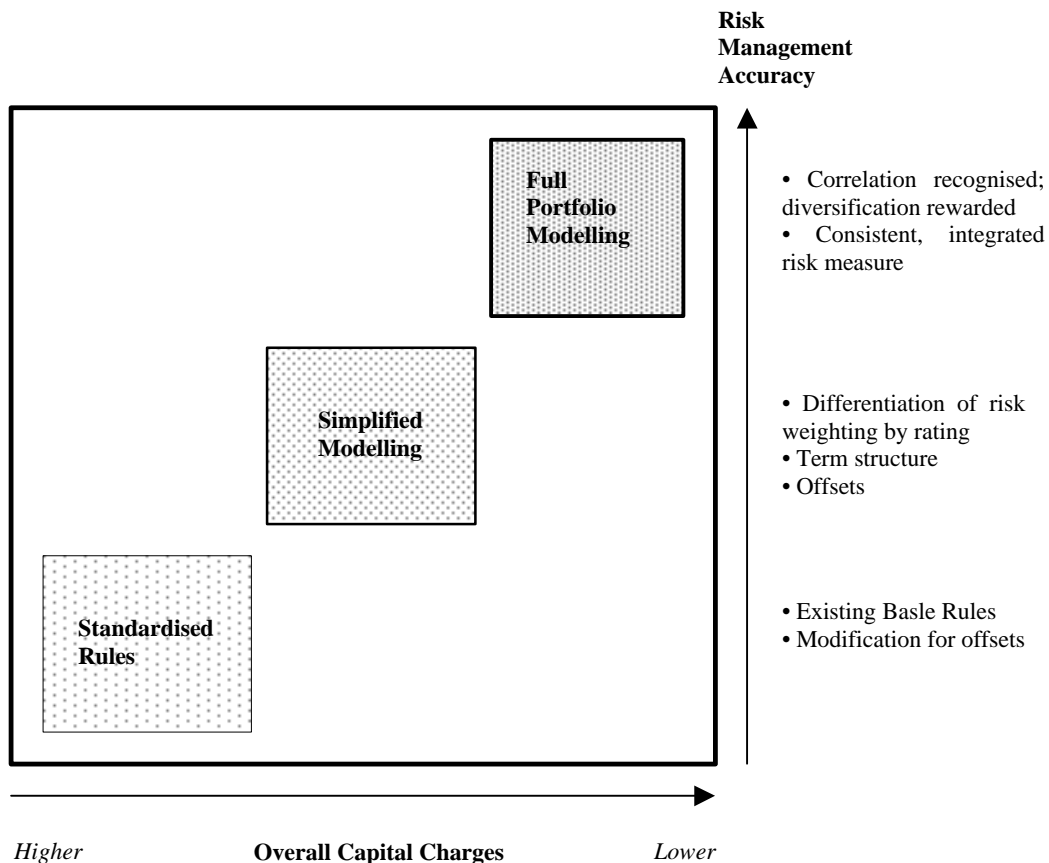 Risk
Management
Accuracy
Full
Portfolio
Modelling
• Correlation recognised;
diversification rewarded
• Consistent, integrated
risk measure
Simplified
Modelling
• Differentiation of risk
weighting by rating
• Term structure
• Offsets
Standardised
Rules
• Existing Basle Rules
• Modification for offsets
Higher Overall Capital Charges Lower